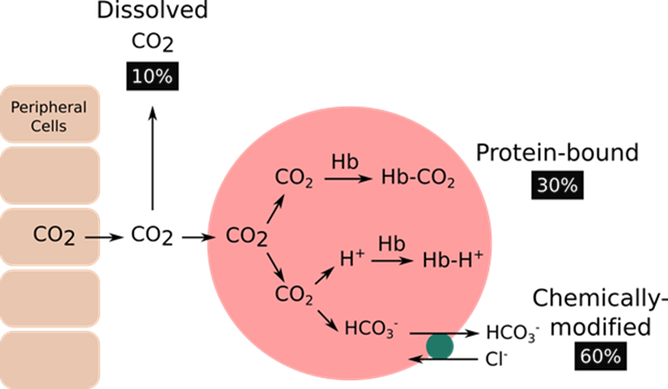 Dissolved
CO2
10%
Peripheral
Cells
Hb
CO₂ Hb-CO₂
Protein-bound
30%
CO2 CO2 CO2
Hb
H⁺ Hb-H⁺
CO₂
Chemically-
modified
60%
HCO₃⁻ HCO₃⁻
Cl⁻